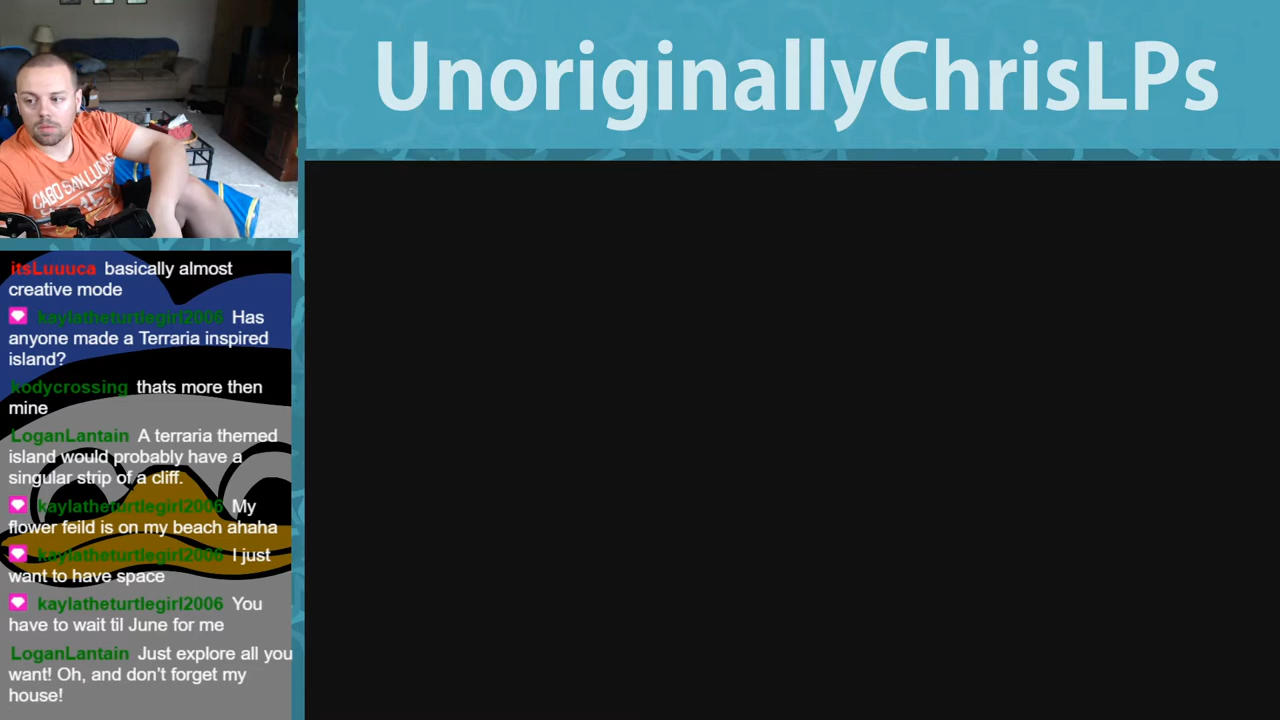 UnoriginallyChrisLPs
CABO SAN LUCAS
itsLuuuca basically almost
creative mode
kaylatheturtlegirl2006 Has
anyone made a Terraria inspired
island?
kodycrossing thats more then
mine
LoganLantain A terraria themed
island would probably have a
singular strip of a cliff.
kaylatheturtlegirl2006 My
flower feild is on my beach ahaha
kaylatheturtlegirl2006 I just
want to have space
kaylatheturtlegirl2006 You
have to wait til June for me
LoganLantain Just explore all you
want! Oh, and don't forget my
house!